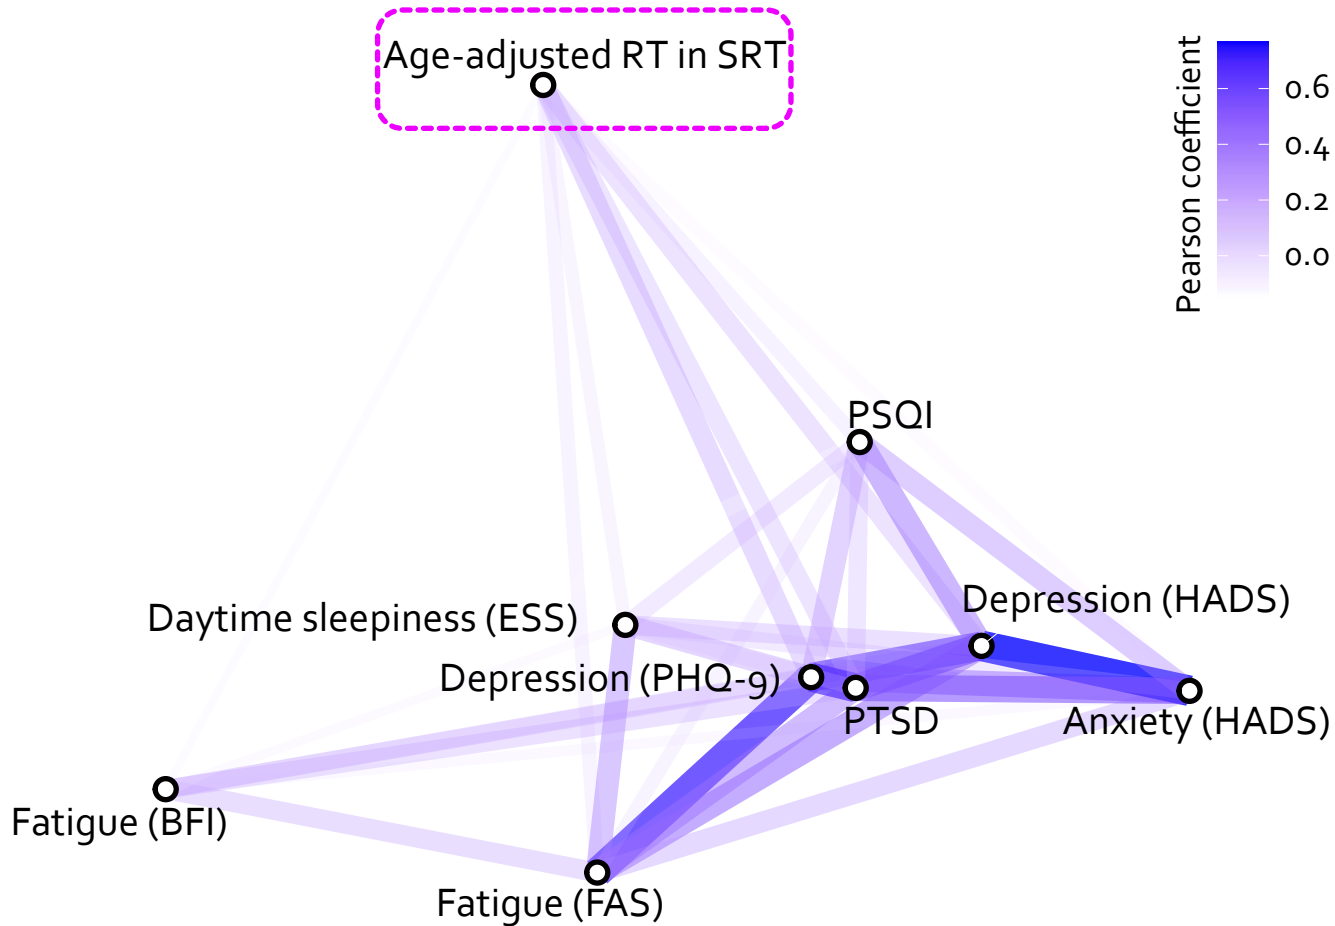 Age-adjusted RT in SRT
Pearson coefficient
0.6
0.4
0.2
0.0
PSQI
Depression (HADS)
Daytime sleepiness (ESS)
Depression (PHQ-9)
PTSD
Anxiety (HADS)
Fatigue (BFI)
Fatigue (FAS)